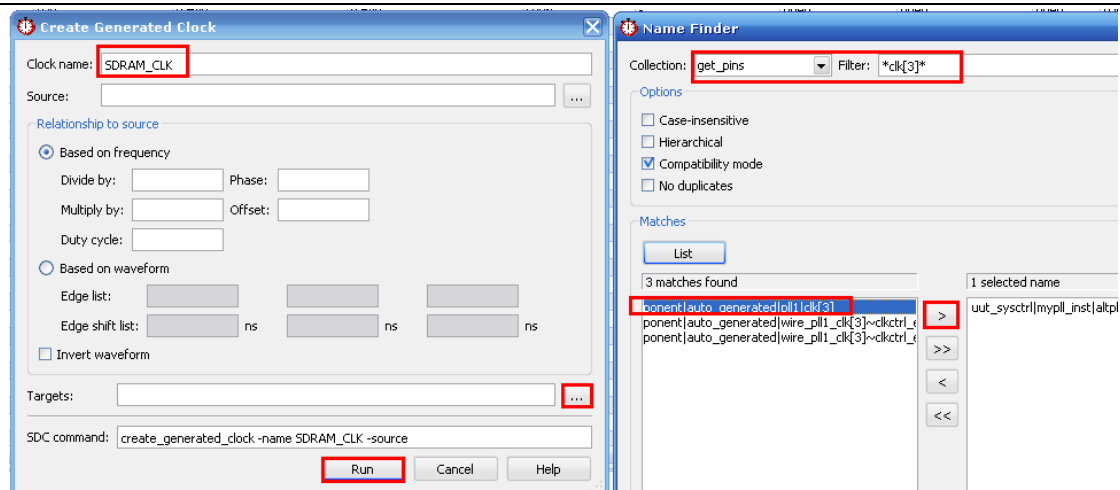 Create Generated Clock
Clock name: SDRAM_CLK
Source:
...
Relationship to source
Based on frequency
Divide by:
Phase:
Multiply by:
Offset:
Duty cycle:
Based on waveform
Edge list:
Edge shift list:
ns
ns
ns
Invert waveform
Targets:
...
SDC command: create_generated_clock -name SDRAM_CLK -source
Run
Cancel
Help
Name Finder
Collection: get_pins
Filter: *clk[3]*
Options
Case-insensitive
Hierarchical
Compatibility mode
No duplicates
Matches
List
3 matches found
ponent|auto_generated|pll1|clk[3]
ponent|auto_generated|wire_pll1_clk[3]~clkctrl_e
ponent|auto_generated|wire_pll1_clk[3]~clkctrl_e
>
>>
<
<<
1 selected name
uut_sysctrl|mypll_inst|altpl